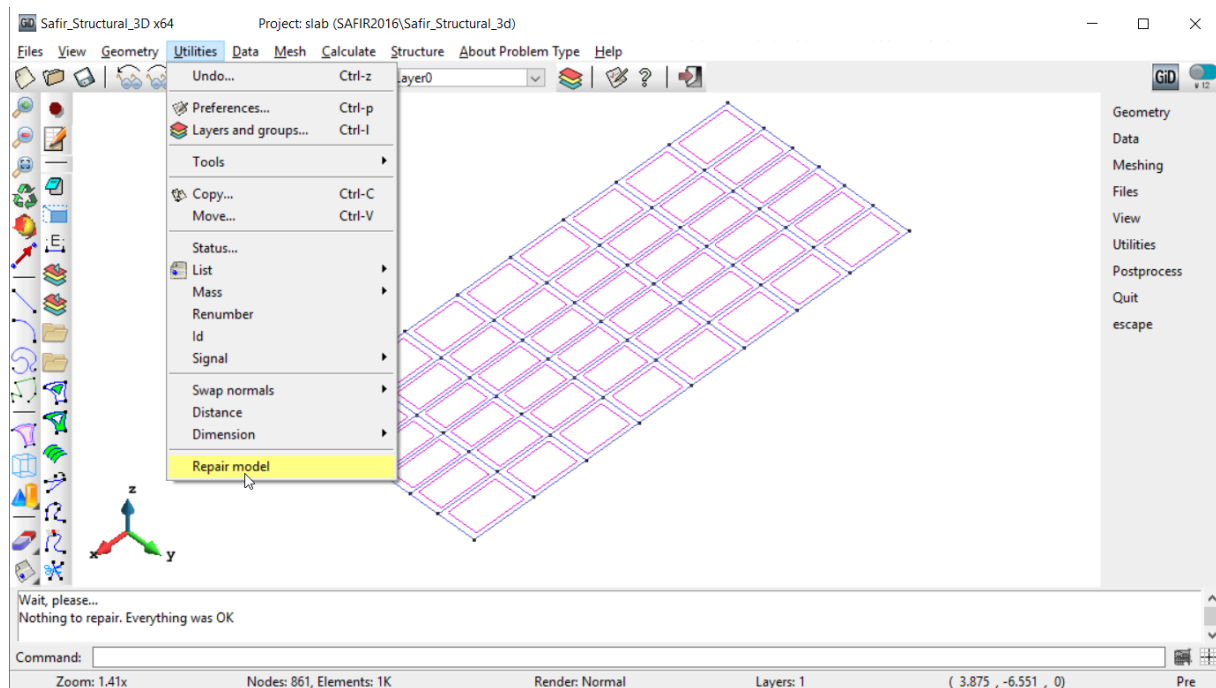 Safir_Structural_3D x64 Project: slab (SAFIR2016\Safir_Structural_3d)
Files View Geometry Utilities Data Mesh Calculate Structure About Problem Type Help
Layer0
GiD
v 12
Undo... Ctrl-z
Preferences... Ctrl-p
Layers and groups... Ctrl-l
Tools
Copy... Ctrl-C
Move... Ctrl-V
Status...
List
Mass
Renumber
Id
Signal
Swap normals
Distance
Dimension
Repair model
:E:
z
x
y
Geometry
Data
Meshing
Files
View
Utilities
Postprocess
Quit
escape
Wait, please...
Nothing to repair. Everything was OK
Command:
Zoom: 1.41x Nodes: 861, Elements: 1K Render: Normal Layers: 1 ( 3.875 , -6.551 , 0) Pre